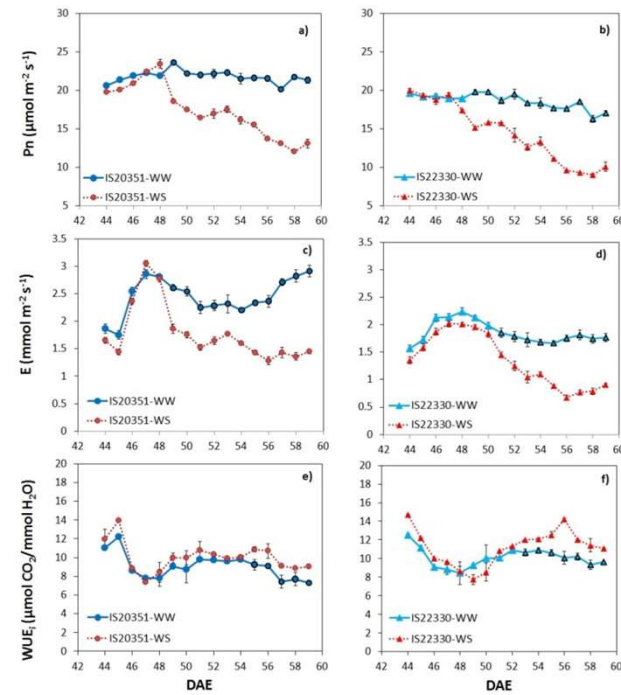 Pn (µmol m⁻² s⁻¹)
30
25
20
15
10
5
a)
IS20351-WW
IS20351-WS
42 44 46 48 50 52 54 56 58 60
30
25
20
15
10
5
b)
IS22330-WW
IS22330-WS
42 44 46 48 50 52 54 56 58 60
E (mmol m⁻² s⁻¹)
3.5
3
2.5
2
1.5
1
0.5
0
c)
IS20351-WW
IS20351-WS
42 44 46 48 50 52 54 56 58 60
3
2.5
2
1.5
1
0.5
0
d)
IS22330-WW
IS22330-WS
42 44 46 48 50 52 54 56 58 60
WUEᵢ (µmol CO₂/mmol H₂O)
20
18
16
14
12
10
8
6
4
2
0
e)
IS20351-WW
IS20351-WS
42 44 46 48 50 52 54 56 58 60
DAE
20
18
16
14
12
10
8
6
4
2
0
f)
IS22330-WW
IS22330-WS
42 44 46 48 50 52 54 56 58 60
DAE